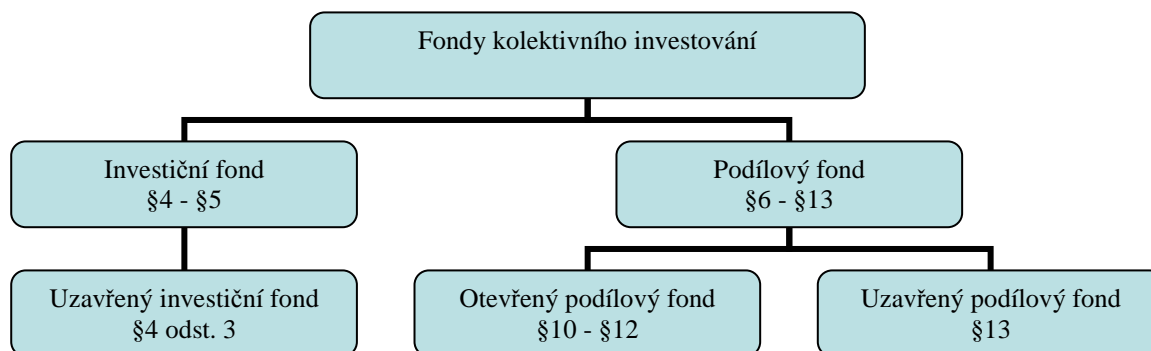 Fondy kolektivního investování
Investiční fond
§4 - §5
Podílový fond
§6 - §13
Uzavřený investiční fond
§4 odst. 3
Otevřený podílový fond
§10 - §12
Uzavřený podílový fond
§13